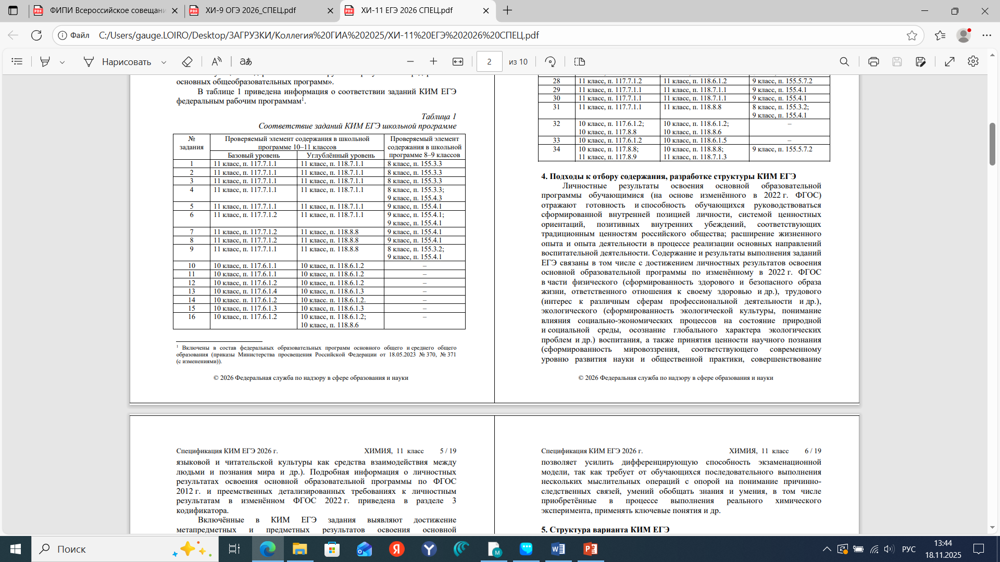 ФИПИ Всероссийское совещани
ХИ-9 ОГЭ 2026_СПЕЦ.pdf
ХИ-11 ЕГЭ 2026 СПЕЦ.pdf
Файл
C:/Users/gauge.LOIRO/Desktop/ЗАГРУЗКИ/Коллегия%20ГИА%202025/ХИ-11%20ЕГЭ%202026%20СПЕЦ.pdf
Нарисовать
аあ
2 из 10
основных общеобразовательных программ».
В таблице 1 приведена информация о соответствии заданий КИМ ЕГЭ
федеральным рабочим программам¹.
Таблица 1
Соответствие заданий КИМ ЕГЭ школьной программе
№ задания | Проверяемый элемент содержания в школьной программе 10–11 классов | Проверяемый элемент содержания в школьной программе 8–9 классов
Базовый уровень | Углублённый уровень
1 | 11 класс, п. 117.7.1.1 | 11 класс, п. 118.7.1.1 | 8 класс, п. 155.3.3
2 | 11 класс, п. 117.7.1.1 | 11 класс, п. 118.7.1.1 | 8 класс, п. 155.3.3
3 | 11 класс, п. 117.7.1.1 | 11 класс, п. 118.7.1.1 | 8 класс, п. 155.3.3
4 | 11 класс, п. 117.7.1.1 | 11 класс, п. 118.7.1.1 | 8 класс, п. 155.3.3;
9 класс, п. 155.4.3
5 | 11 класс, п. 117.7.1.1 | 11 класс, п. 118.7.1.1 | 9 класс, п. 155.4.1
6 | 11 класс, п. 117.7.1.2 | 11 класс, п. 118.7.1.1 | 9 класс, п. 155.4.1;
9 класс, п. 155.4.1
7 | 11 класс, п. 117.7.1.2 | 11 класс, п. 118.8.8 | 9 класс, п. 155.4.1
8 | 11 класс, п. 117.7.1.2 | 11 класс, п. 118.8.8 | 9 класс, п. 155.4.1
9 | 11 класс, п. 117.7.1.1 | 11 класс, п. 118.8.8 | 8 класс, п. 155.3.2;
9 класс, п. 155.4.1
10 | 10 класс, п. 117.6.1.1 | 10 класс, п. 118.6.1.2 | –
11 | 10 класс, п. 117.6.1.1 | 10 класс, п. 118.6.1.2 | –
12 | 10 класс, п. 117.6.1.2 | 10 класс, п. 118.6.1.2 | –
13 | 10 класс, п. 117.6.1.4 | 10 класс, п. 118.6.1.3 | –
14 | 10 класс. п. 117.6.1.2 | 10 класс. п. 118.6.1.2. | –
15 | 10 класс, п. 117.6.1.3 | 10 класс, п. 118.6.1.3 | –
16 | 10 класс, п. 117.6.1.2 | 10 класс, п. 118.6.1.2; | –
10 класс, п. 118.8.6
¹ Включены в состав федеральных образовательных программ основного общего и среднего общего
образования (приказы Министерства просвещения Российской Федерации от 18.05.2023 № 370, № 371
(с изменениями)).
© 2026 Федеральная служба по надзору в сфере образования и науки
28 | 11 класс, п. 117.7.1.2 | 11 класс, п. 118.6.1.2 | 9 класс, п. 155.5.7.2
29 | 11 класс, п. 117.7.1.1 | 11 класс, п. 118.7.1.1 | 9 класс, п. 155.4.1
30 | 11 класс, п. 117.7.1.1 | 11 класс, п. 118.7.1.1 | 9 класс, п. 155.4.1
31 | 11 класс, п. 117.7.1.1 | 11 класс, п. 118.8.8 | 8 класс, п. 155.3.2;
9 класс, п. 155.4.1
32 | 10 класс, п. 117.6.1.2; | 10 класс, п. 118.6.1.2; | –
10 класс, п. 117.8.8 | 10 класс, п. 118.8.6
33 | 10 класс, п. 117.6.1.2 | 10 класс, п. 118.6.1.5 | –
34 | 10 класс, п. 117.8.8; | 10 класс, п. 118.8.8; | 9 класс, п. 155.5.7.2
11 класс, п. 117.8.9 | 11 класс, п. 118.7.1.3
4. Подходы к отбору содержания, разработке структуры КИМ ЕГЭ
Личностные результаты освоения основной образовательной
программы обучающимися (на основе изменённого в 2022 г. ФГОС)
отражают готовность и способность обучающихся руководствоваться
сформированной внутренней позицией личности, системой ценностных
ориентаций, позитивных внутренних убеждений, соответствующих
традиционным ценностям российского общества; расширение жизненного
опыта и опыта деятельности в процессе реализации основных направлений
воспитательной деятельности. Содержание и результаты выполнения заданий
ЕГЭ связаны в том числе с достижением личностных результатов освоения
основной образовательной программы по изменённому в 2022 г. ФГОС
в части физического (сформированность здорового и безопасного образа
жизни, ответственного отношения к своему здоровью и др.), трудового
(интерес к различным сферам профессиональной деятельности и др.),
экологического (сформированность экологической культуры, понимание
влияния социально-экономических процессов на состояние природной
и социальной среды, осознание глобального характера экологических
проблем и др.) воспитания, а также принятия ценности научного познания
(сформированность мировоззрения, соответствующего современному
уровню развития науки и общественной практики, совершенствование
© 2026 Федеральная служба по надзору в сфере образования и науки
Спецификация КИМ ЕГЭ 2026 г. ХИМИЯ, 11 класс 5 / 19
языковой и читательской культуры как средства взаимодействия между
людьми и познания мира и др.). Подробная информация о личностных
результатах освоения основной образовательной программы по ФГОС
2012 г. и преемственных детализированных требованиях к личностным
результатам в изменённом ФГОС 2022 г. приведена в разделе 3
кодификатора.
Включённые в КИМ ЕГЭ задания выявляют достижение
метапредметных и предметных результатов освоения основной
Спецификация КИМ ЕГЭ 2026 г. ХИМИЯ, 11 класс 6 / 19
позволяет усилить дифференцирующую способность экзаменационной
модели, так как требует от обучающихся последовательного выполнения
нескольких мыслительных операций с опорой на понимание причинно-
следственных связей, умений обобщать знания и умения, в том числе
приобретённые в процессе выполнения реального химического
эксперимента, применять ключевые понятия и др.
5. Структура варианта КИМ ЕГЭ
Поиск
РУС
13:44
18.11.2025